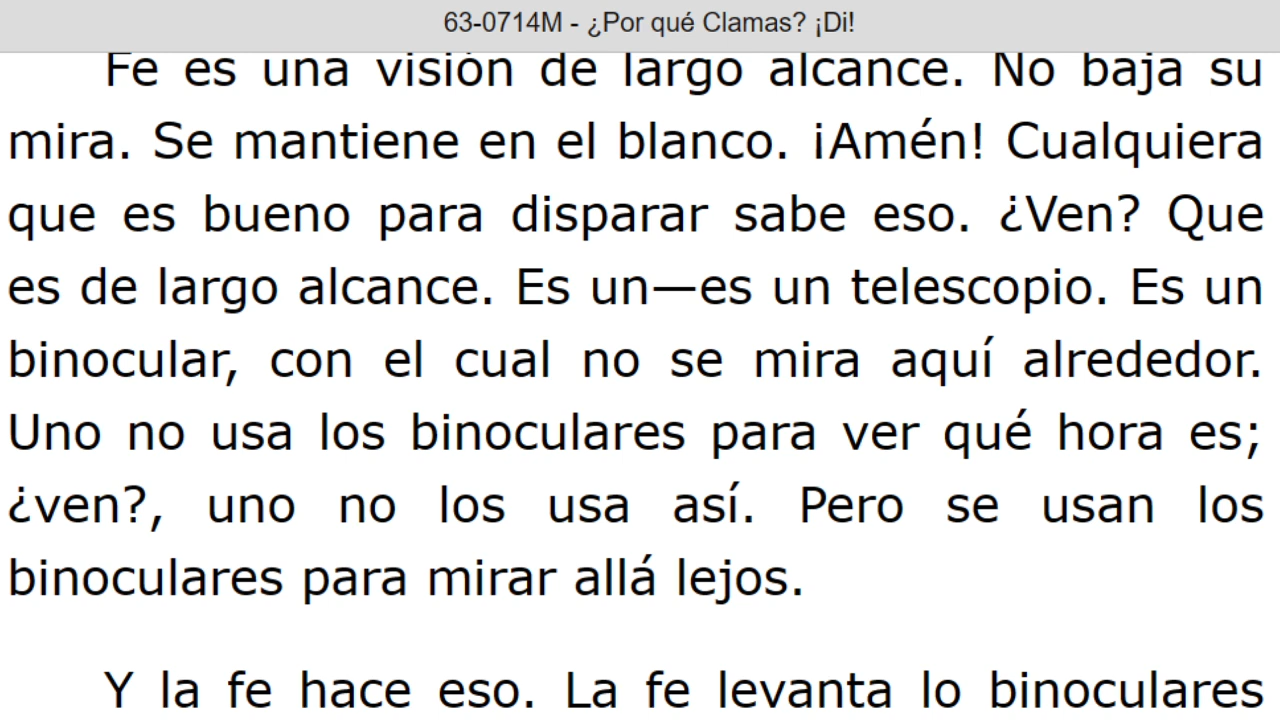 63-0714M - ¿Por qué Clamas? ¡Di!
Fe es una visión de largo alcance. No baja su
mira. Se mantiene en el blanco. ¡Amén! Cualquiera
que es bueno para disparar sabe eso. ¿Ven? Que
es de largo alcance. Es un—es un telescopio. Es un
binocular, con el cual no se mira aquí alrededor.
Uno no usa los binoculares para ver qué hora es;
¿ven?, uno no los usa así. Pero se usan los
binoculares para mirar allá lejos.
Y la fe hace eso. La fe levanta lo binoculares